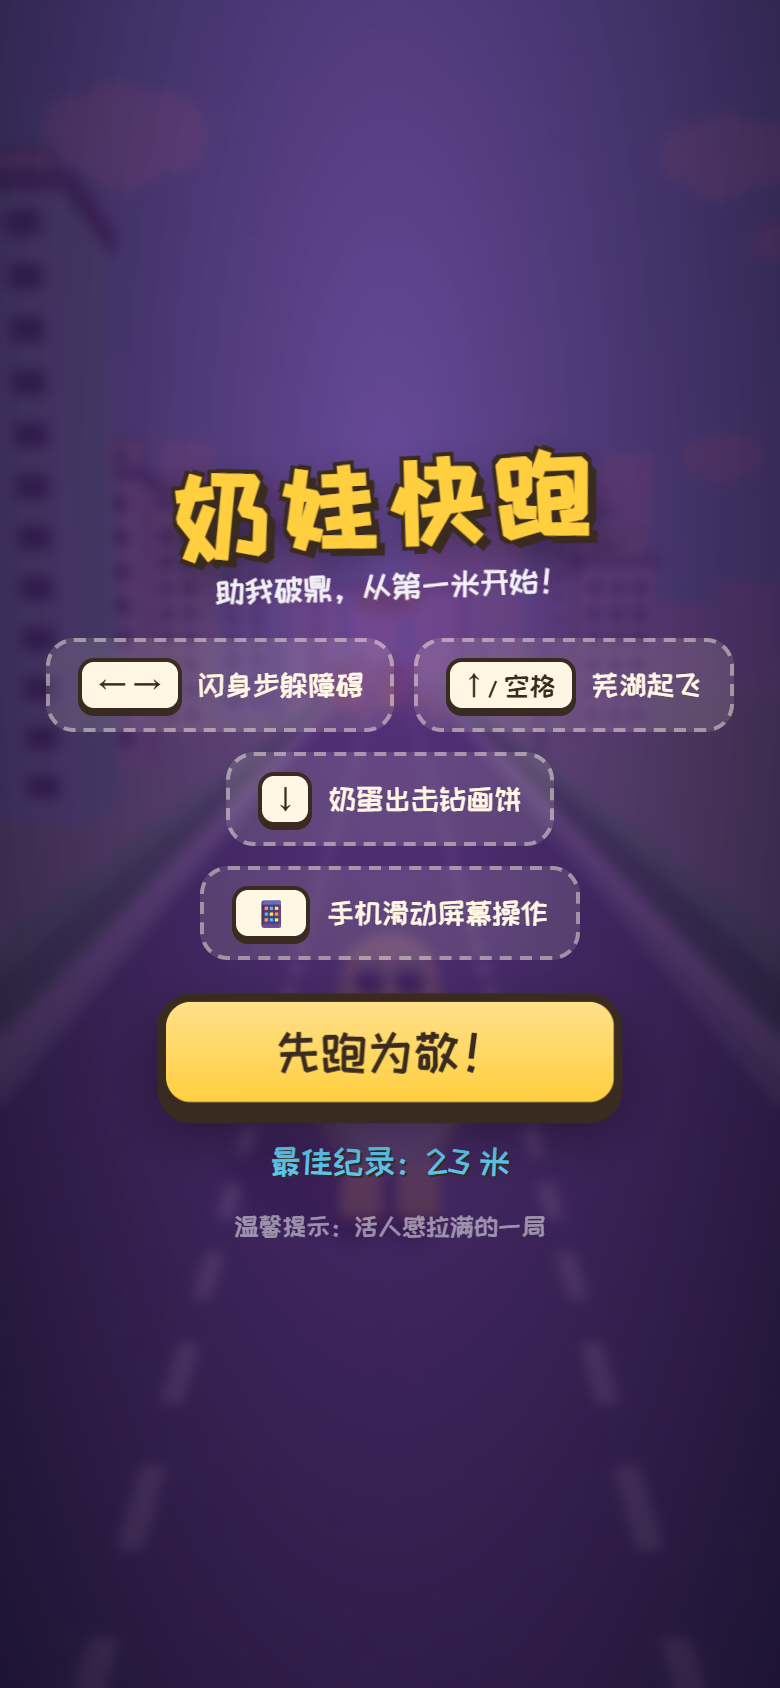 奶娃快跑
助我破鼎，从第一米开始！
←→ 闪身步躲障碍
↑ / 空格 芜湖起飞
↓ 奶蛋出击钻画饼
手机滑动屏幕操作
先跑为敬！
最佳纪录：23 米
温馨提示：活人感拉满的一局